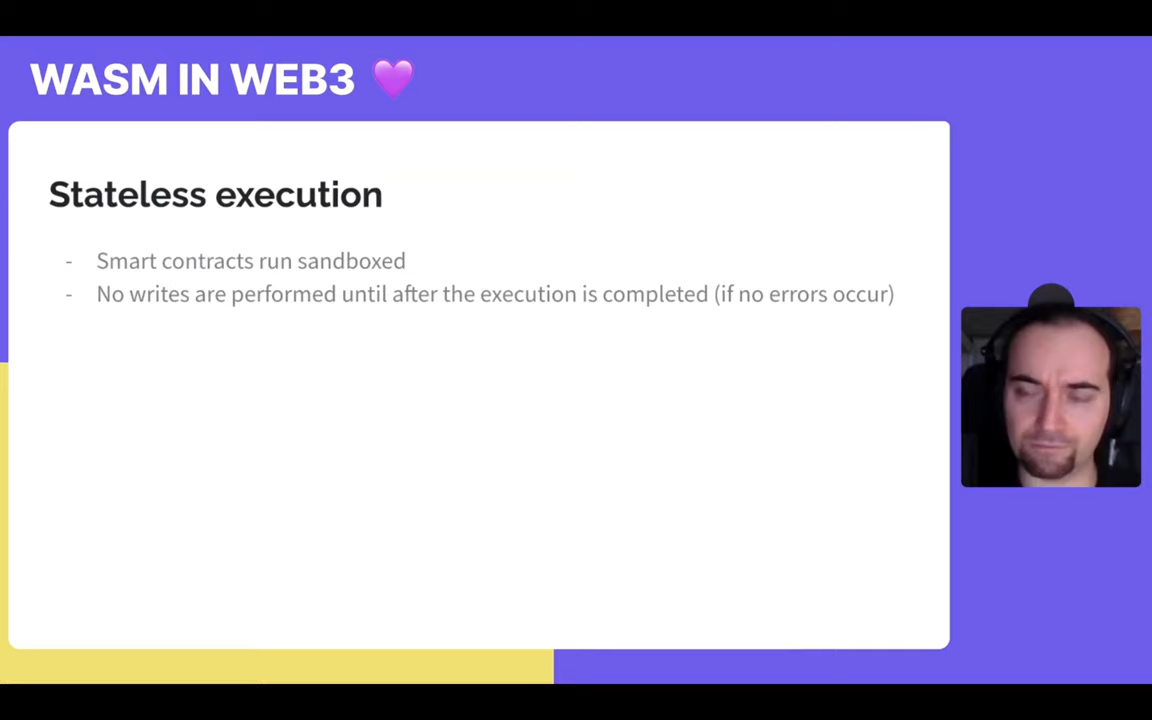 WASM IN WEB3 💜
Stateless execution
- Smart contracts run sandboxed
- No writes are performed until after the execution is completed (if no errors occur)